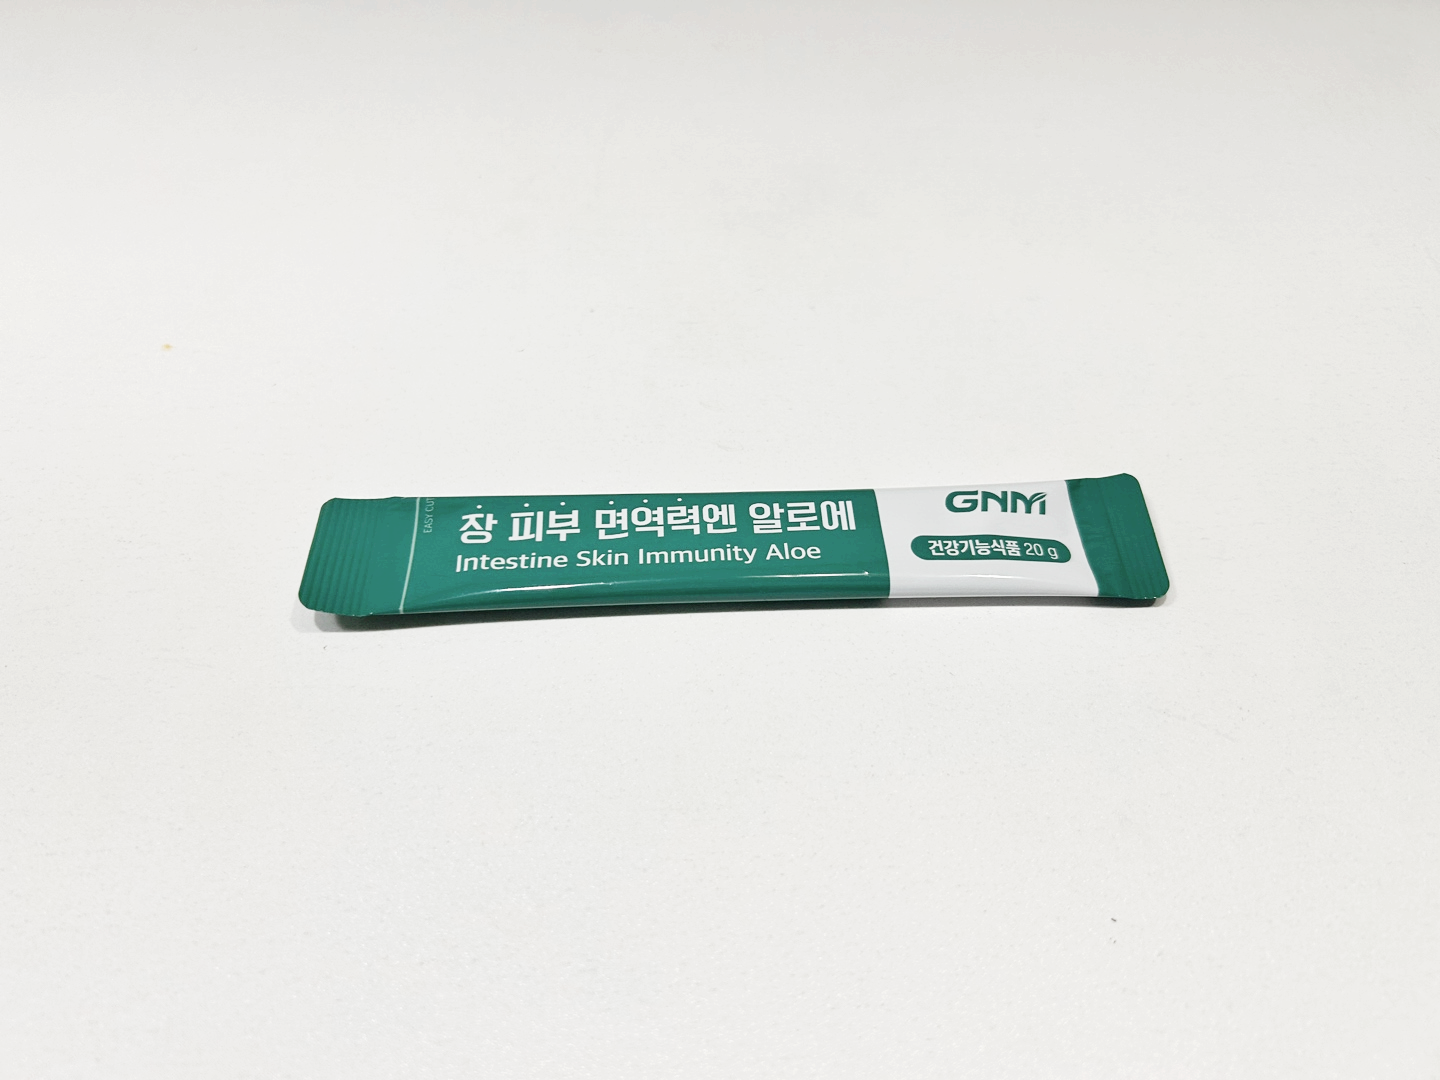 EASY CUT
장 피부 면역력엔 알로에
Intestine Skin Immunity Aloe
GNM
건강기능식품 20 g